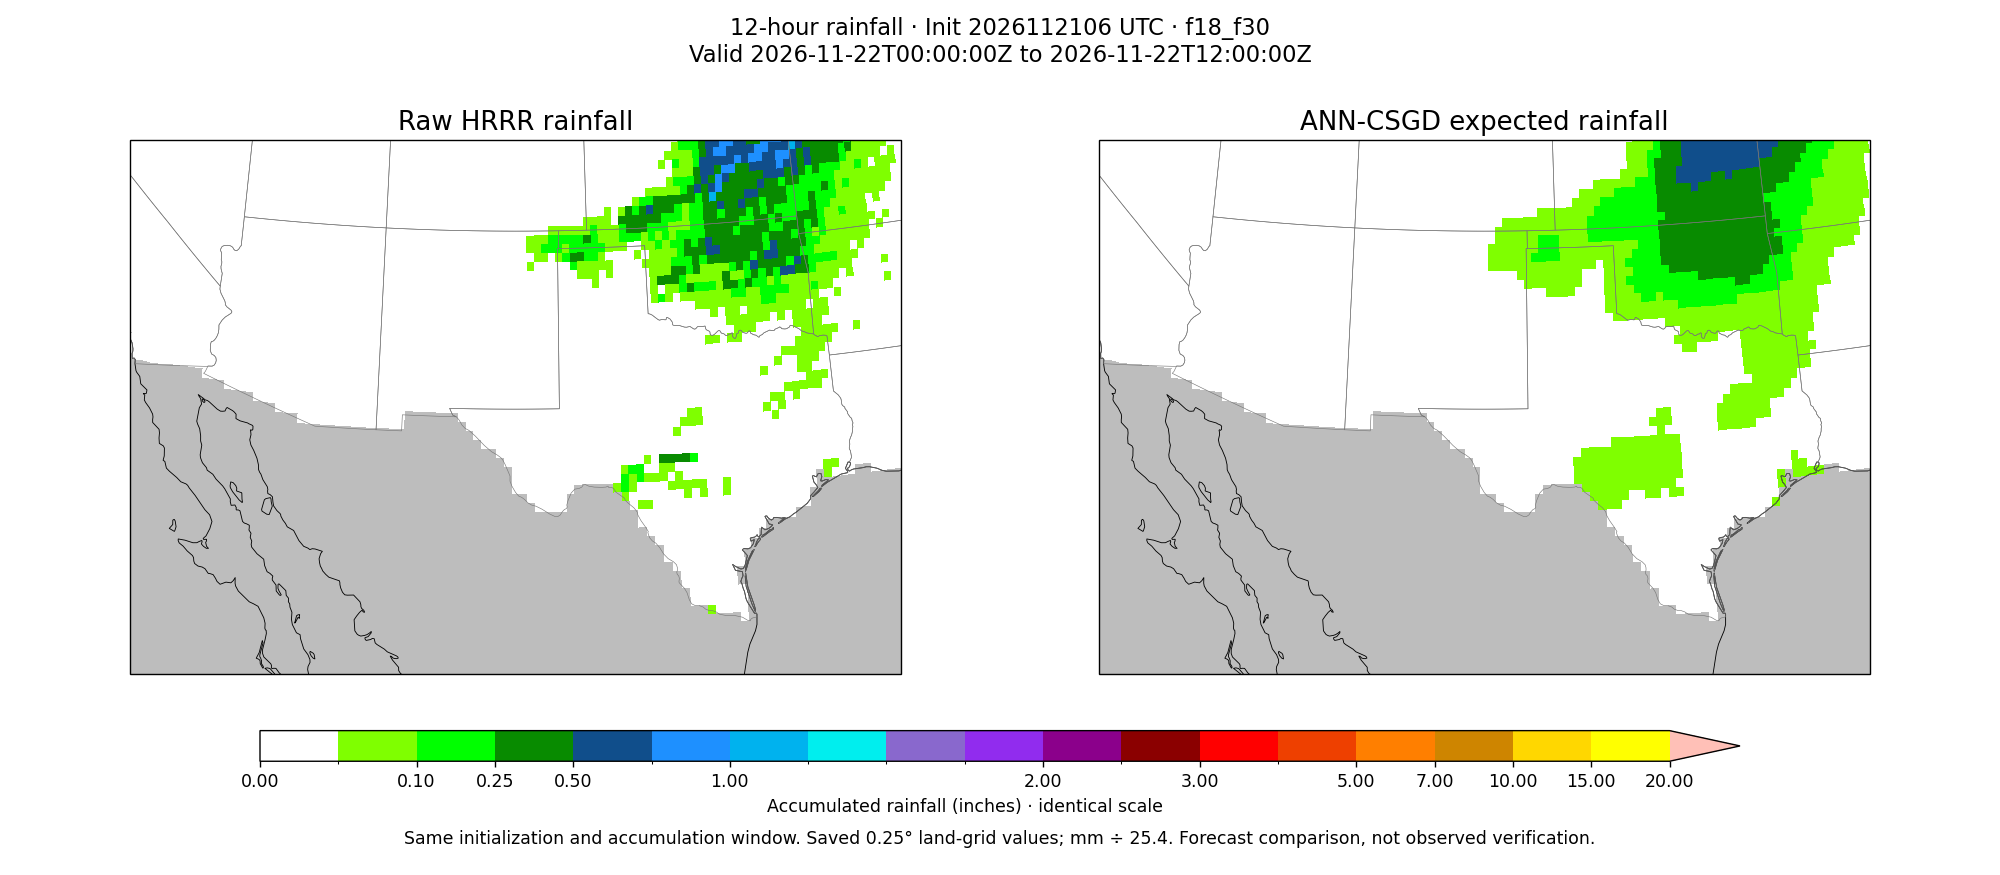 12-hour rainfall · Init 2026112106 UTC · f18_f30
Valid 2026-11-22T00:00:00Z to 2026-11-22T12:00:00Z
Raw HRRR rainfall
ANN-CSGD expected rainfall
0.00 0.10 0.25 0.50 1.00 2.00 3.00 5.00 7.00 10.00 15.00 20.00
Accumulated rainfall (inches) · identical scale
Same initialization and accumulation window. Saved 0.25° land-grid values; mm ÷ 25.4. Forecast comparison, not observed verification.